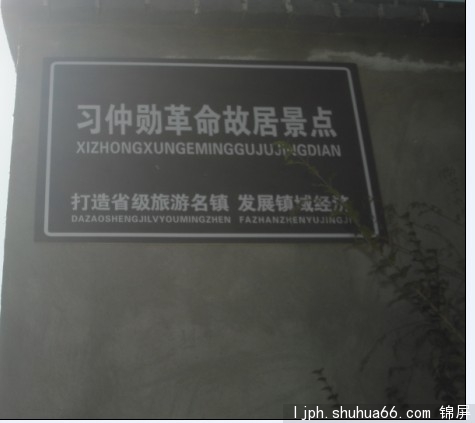 习仲勋革命故居景点
XIZHONGXUNGEMINGGUJUJINGDIAN
打造省级旅游名镇 发展镇域经济
DAZAOSHENGJILVYOUMINGZHEN FAZHANZHENYUJINGJI
ljph.shuhua66.com 锦屏